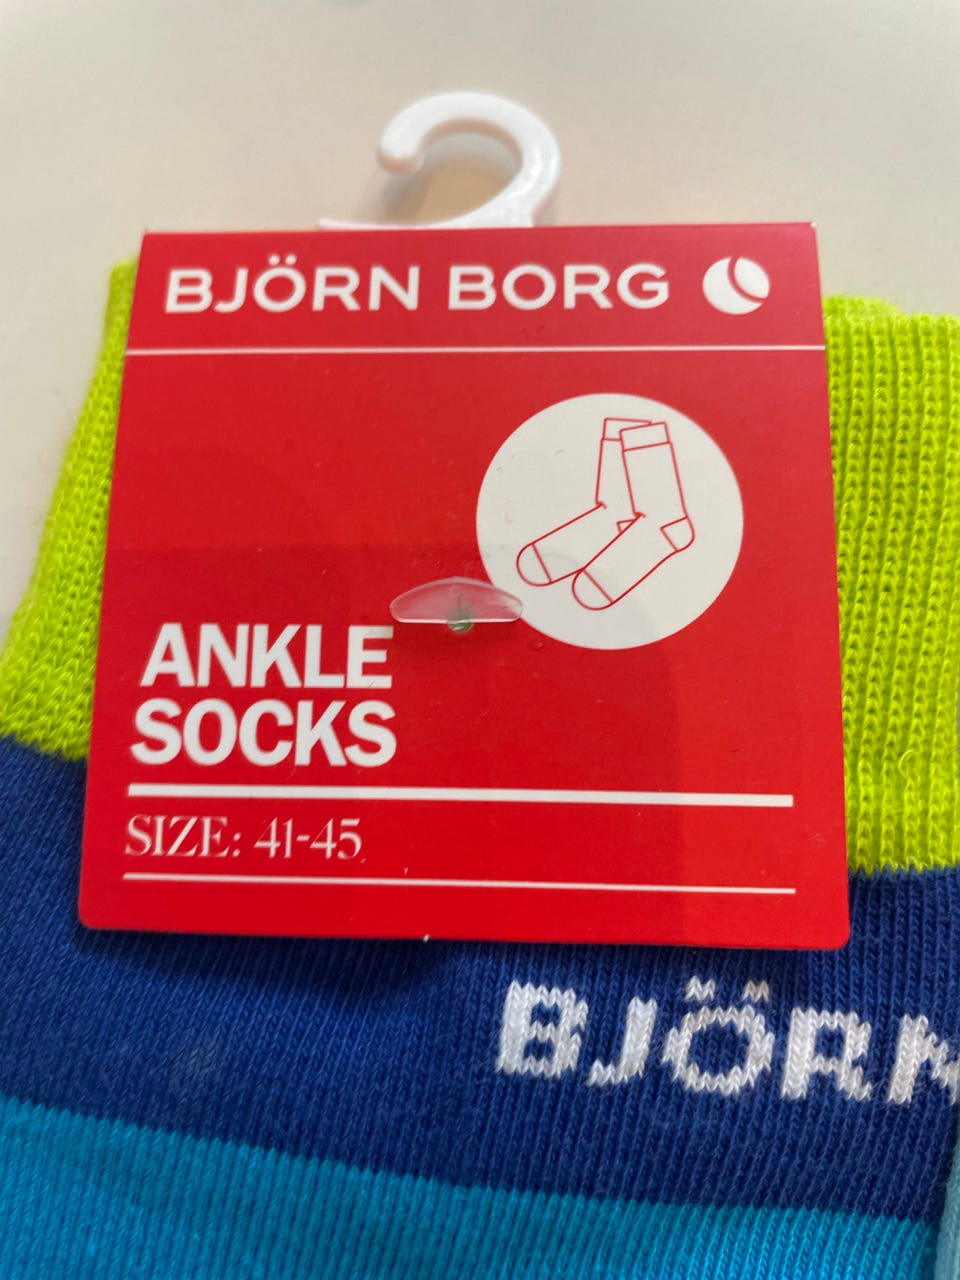 BJÖRN BORG
ANKLE
SOCKS
SIZE: 41-45
BJÖRN